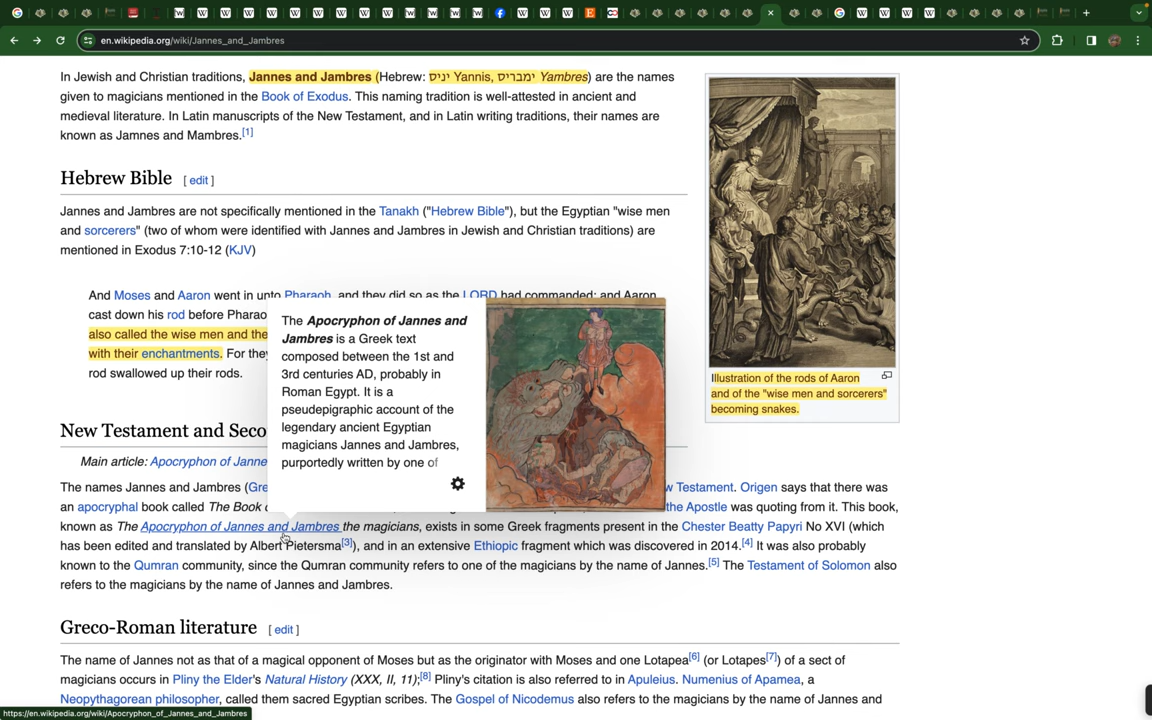 en.wikipedia.org/wiki/Jannes_and_Jambres
In Jewish and Christian traditions, Jannes and Jambres (Hebrew: יניס Yannis, ימבריס Yambres) are the names
given to magicians mentioned in the Book of Exodus. This naming tradition is well-attested in ancient and
medieval literature. In Latin manuscripts of the New Testament, and in Latin writing traditions, their names are
known as Jamnes and Mambres.[1]
Hebrew Bible [ edit ]
Jannes and Jambres are not specifically mentioned in the Tanakh ("Hebrew Bible"), but the Egyptian "wise men
and sorcerers" (two of whom were identified with Jannes and Jambres in Jewish and Christian traditions) are
mentioned in Exodus 7:10-12 (KJV)
And Moses and Aaron went in unto Pharaoh, and they did so as the LORD had commanded: and Aaron
cast down his rod before Pharao
also called the wise men and the
with their enchantments. For they
rod swallowed up their rods.
Illustration of the rods of Aaron
and of the "wise men and sorcerers"
becoming snakes.
The Apocryphon of Jannes and
Jambres is a Greek text
composed between the 1st and
3rd centuries AD, probably in
Roman Egypt. It is a
pseudepigraphic account of the
legendary ancient Egyptian
magicians Jannes and Jambres,
purportedly written by one of
New Testament and Seco
Main article: Apocryphon of Janne
The names Jannes and Jambres (Gre w Testament. Origen says that there was
an apocryphal book called The Book the Apostle was quoting from it. This book,
known as The Apocryphon of Jannes and Jambres the magicians, exists in some Greek fragments present in the Chester Beatty Papyri No XVI (which
has been edited and translated by Albert Pietersma[3]), and in an extensive Ethiopic fragment which was discovered in 2014.[4] It was also probably
known to the Qumran community, since the Qumran community refers to one of the magicians by the name of Jannes.[5] The Testament of Solomon also
refers to the magicians by the name of Jannes and Jambres.
Greco-Roman literature [ edit ]
The name of Jannes not as that of a magical opponent of Moses but as the originator with Moses and one Lotapea[6] (or Lotapes[7]) of a sect of
magicians occurs in Pliny the Elder's Natural History (XXX, II, 11);[8] Pliny's citation is also referred to in Apuleius. Numenius of Apamea, a
Neopythagorean philosopher, called them sacred Egyptian scribes. The Gospel of Nicodemus also refers to the magicians by the name of Jannes and
https://en.wikipedia.org/wiki/Apocryphon_of_Jannes_and_Jambres